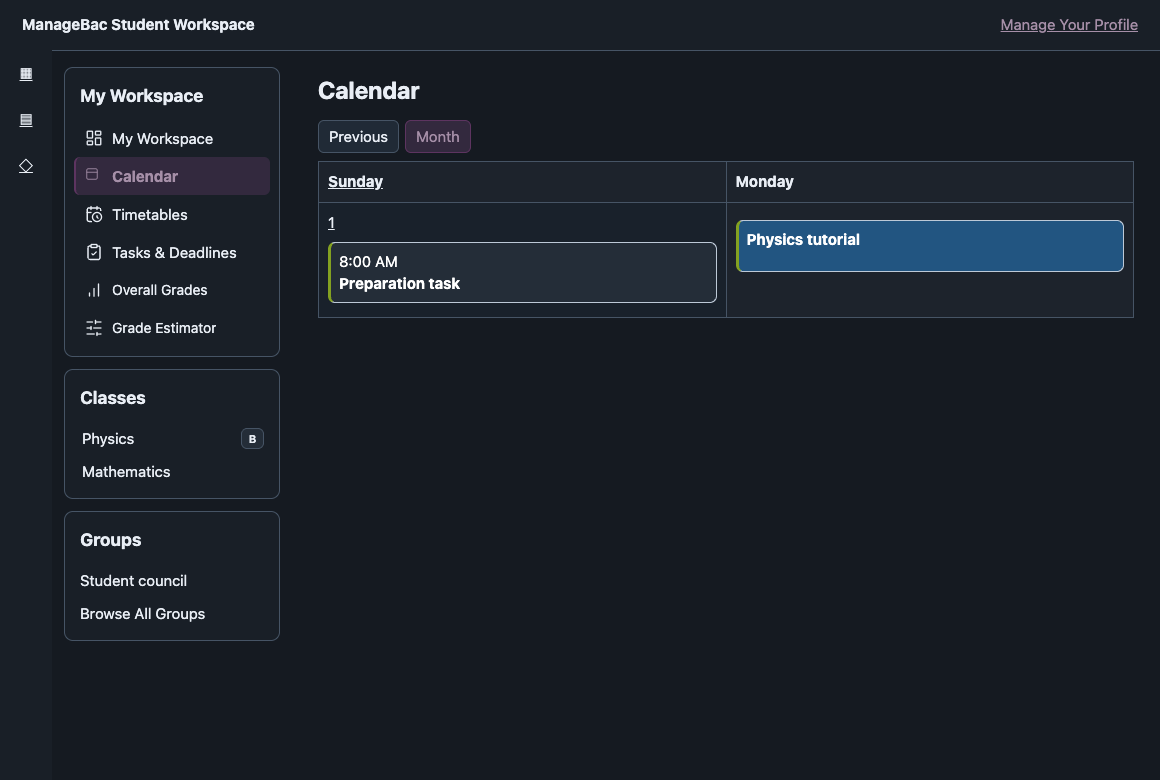 ManageBac Student Workspace
Manage Your Profile
My Workspace
My Workspace
Calendar
Timetables
Tasks & Deadlines
Overall Grades
Grade Estimator
Classes
Physics B
Mathematics
Groups
Student council
Browse All Groups
Calendar
Previous Month
Sunday Monday
1
8:00 AM
Preparation task
Physics tutorial